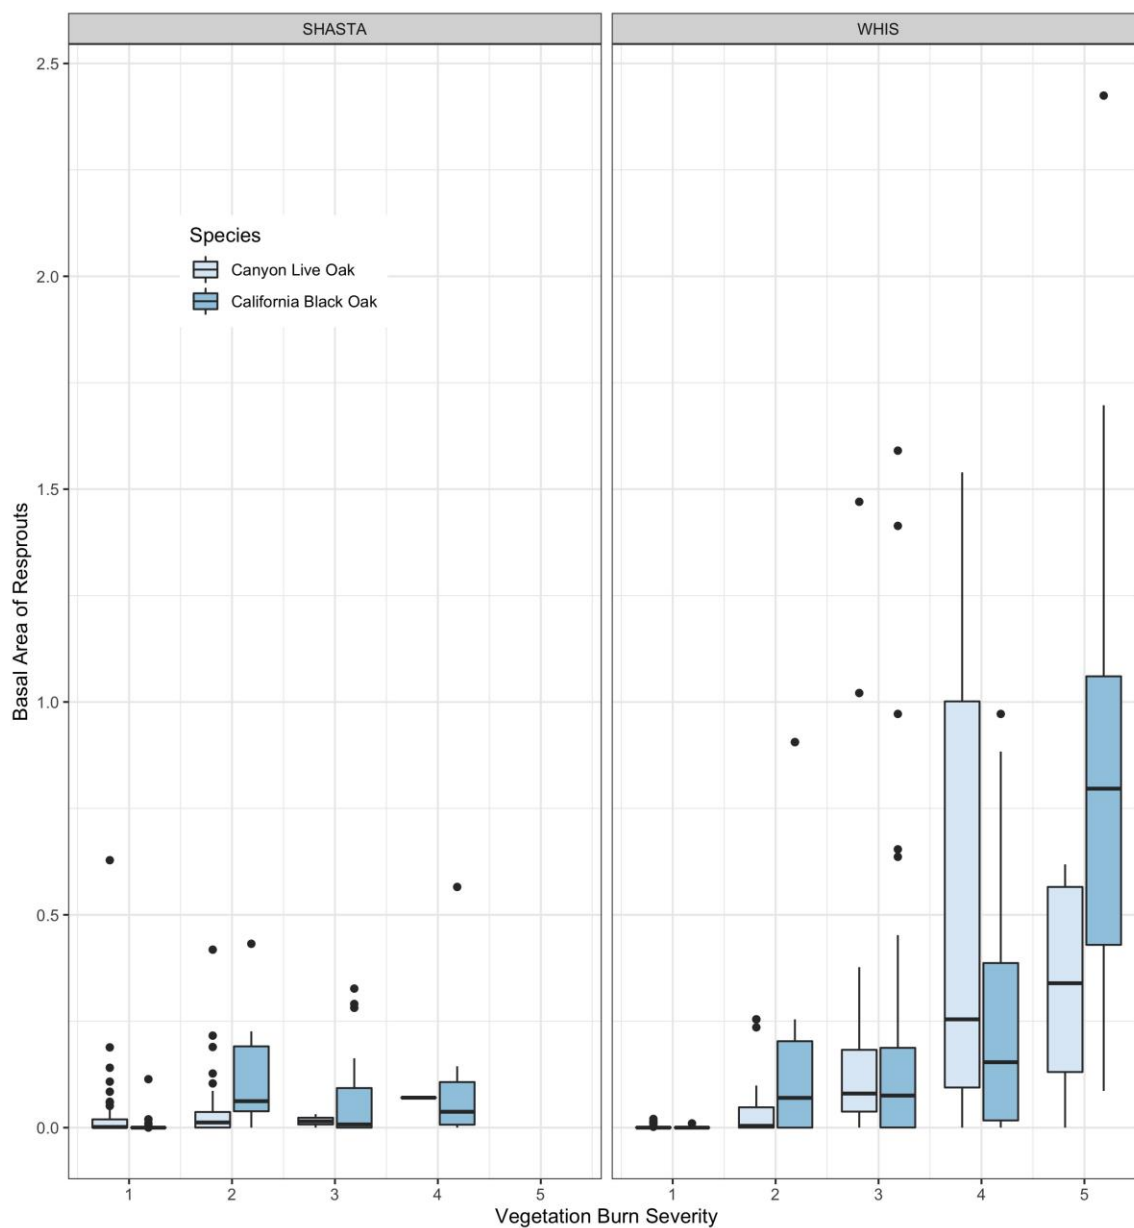 SHASTA
WHIS
2.5
2.0
1.5
1.0
0.5
0.0
Basal Area of Resprouts
Species
Canyon Live Oak
California Black Oak
1 2 3 4 5
1 2 3 4 5
Vegetation Burn Severity